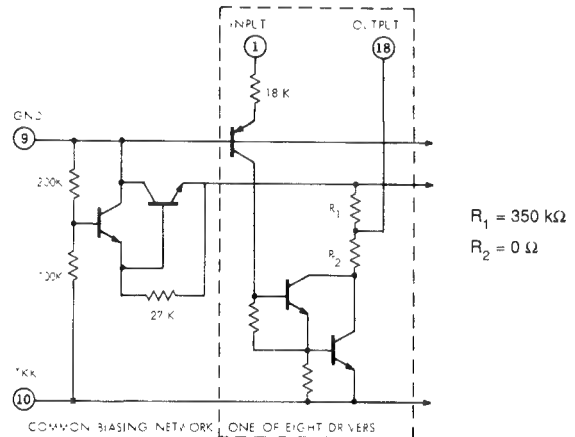 INPUT
OUTPUT
1
18
18 K
GND
9
200K
R₁
R₁ = 350 kΩ
R₂ = 0 Ω
R₂
27 K
VKK
10
COMMON BIASING NETWORK
ONE OF EIGHT DRIVERS